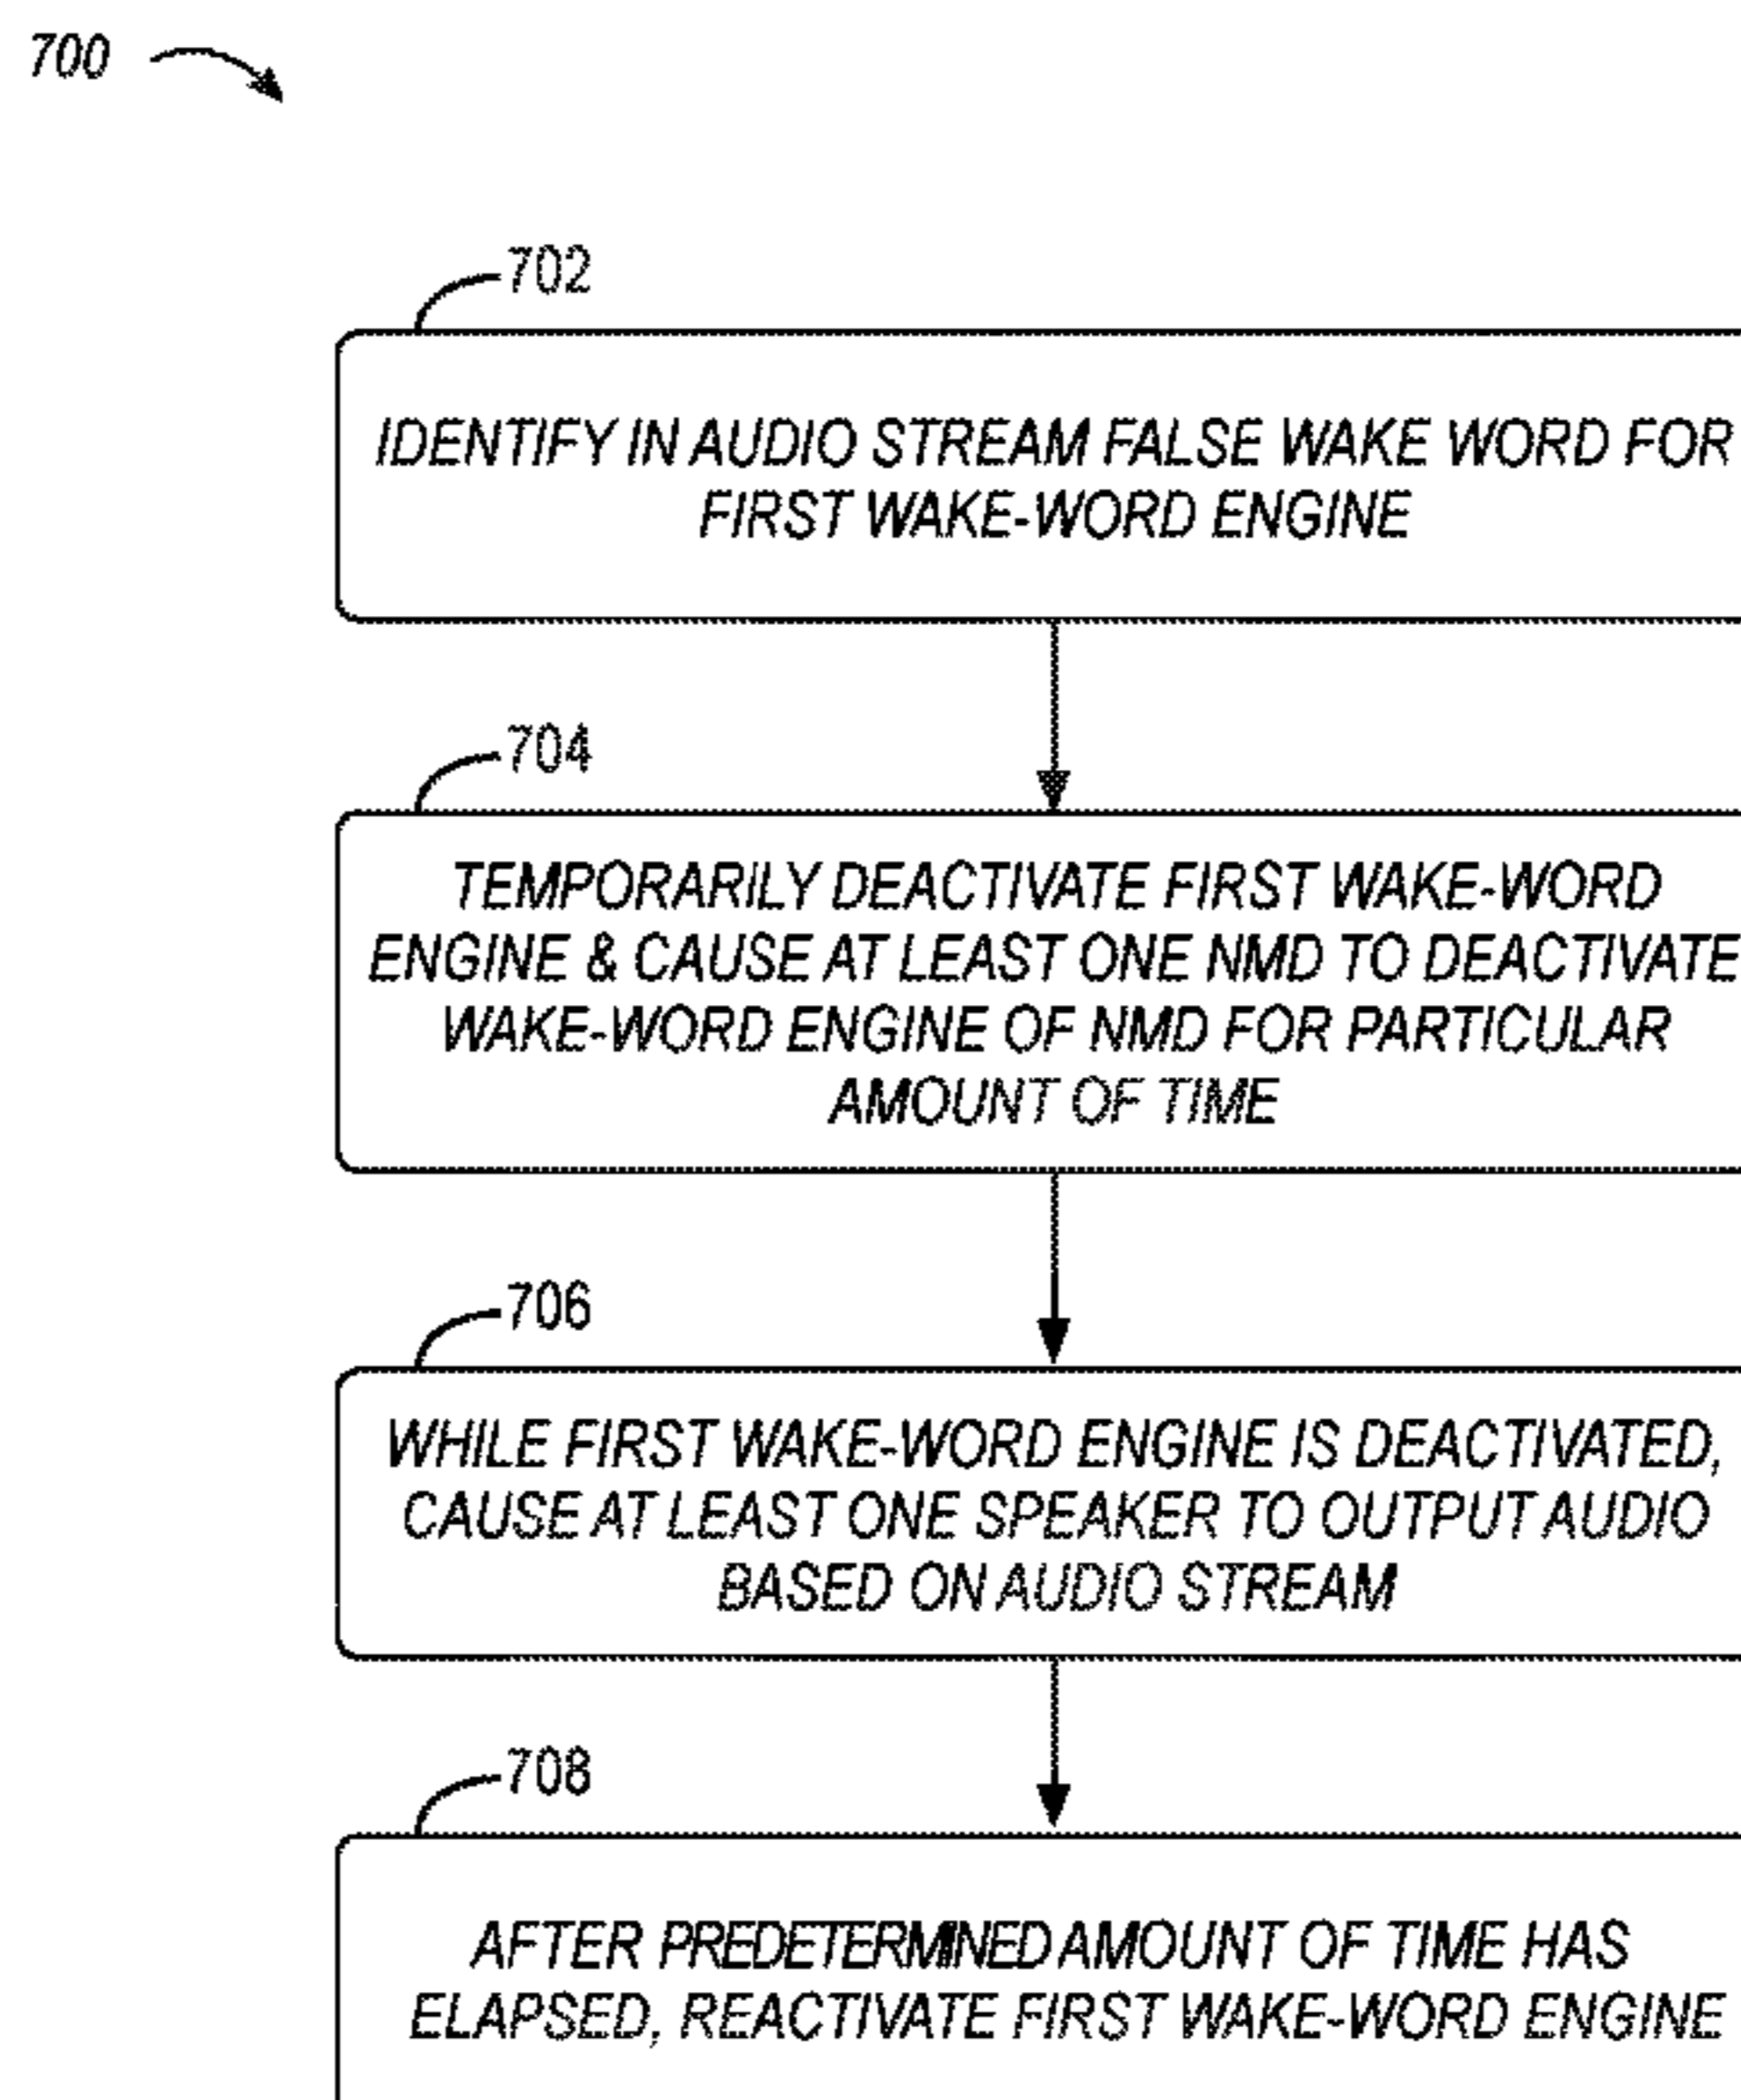 700
702
IDENTIFY IN AUDIO STREAM FALSE WAKE WORD FOR
FIRST WAKE-WORD ENGINE
704
TEMPORARILY DEACTIVATE FIRST WAKE-WORD
ENGINE & CAUSE AT LEAST ONE NMD TO DEACTIVATE
WAKE-WORD ENGINE OF NMD FOR PARTICULAR
AMOUNT OF TIME
706
WHILE FIRST WAKE-WORD ENGINE IS DEACTIVATED,
CAUSE AT LEAST ONE SPEAKER TO OUTPUT AUDIO
BASED ON AUDIO STREAM
708
AFTER PREDETERMINED AMOUNT OF TIME HAS
ELAPSED, REACTIVATE FIRST WAKE-WORD ENGINE